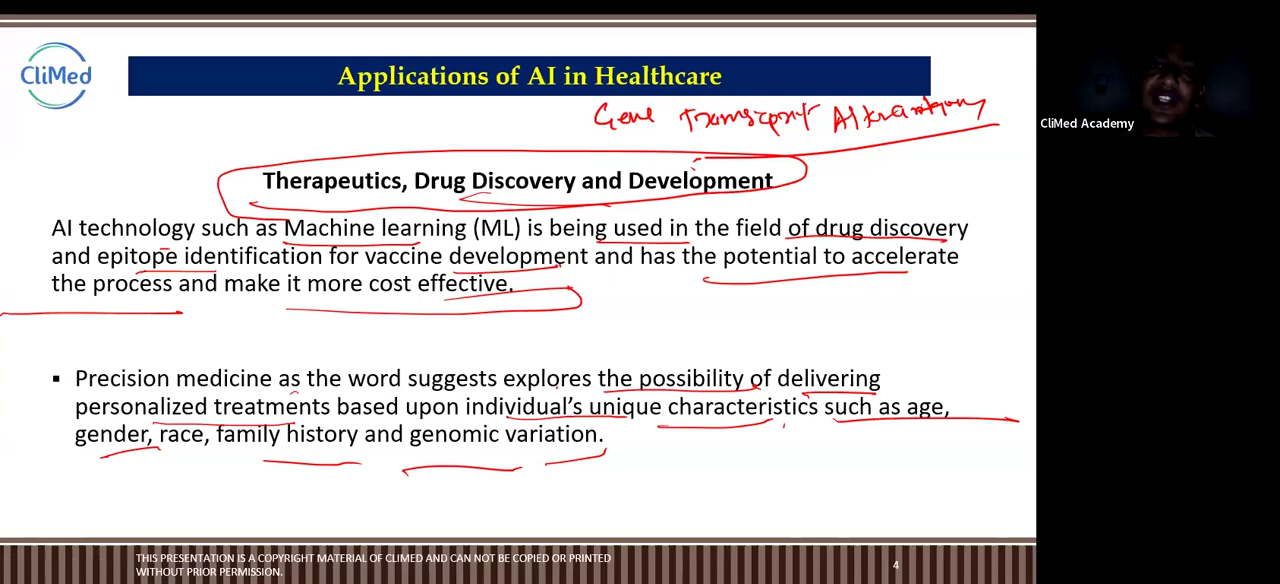 CliMed
Applications of AI in Healthcare
Gene Transcript Alterations
CliMed Academy
Therapeutics, Drug Discovery and Development
AI technology such as Machine learning (ML) is being used in the field of drug discovery
and epitope identification for vaccine development and has the potential to accelerate
the process and make it more cost effective.
▪ Precision medicine as the word suggests explores the possibility of delivering
personalized treatments based upon individual's unique characteristics such as age,
gender, race, family history and genomic variation.
THIS PRESENTATION IS A COPYRIGHT MATERIAL OF CLIMED AND CAN NOT BE COPIED OR PRINTED
WITHOUT PRIOR PERMISSION.
4